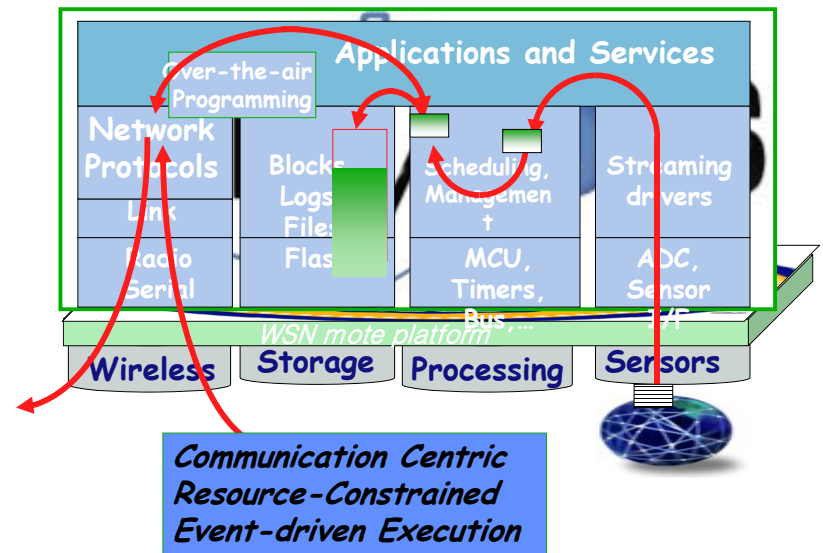 Applications and Services
Over-the-air
Programming
Network
Protocols
Link
Radio
Serial
Blocks,
Logs,
Files
Flash
Scheduling,
Managemen
t
MCU,
Timers,
Bus,…
Streaming
drivers
ADC,
Sensor
I/F
WSN mote platform
Wireless
Storage
Processing
Sensors
Communication Centric
Resource-Constrained
Event-driven Execution